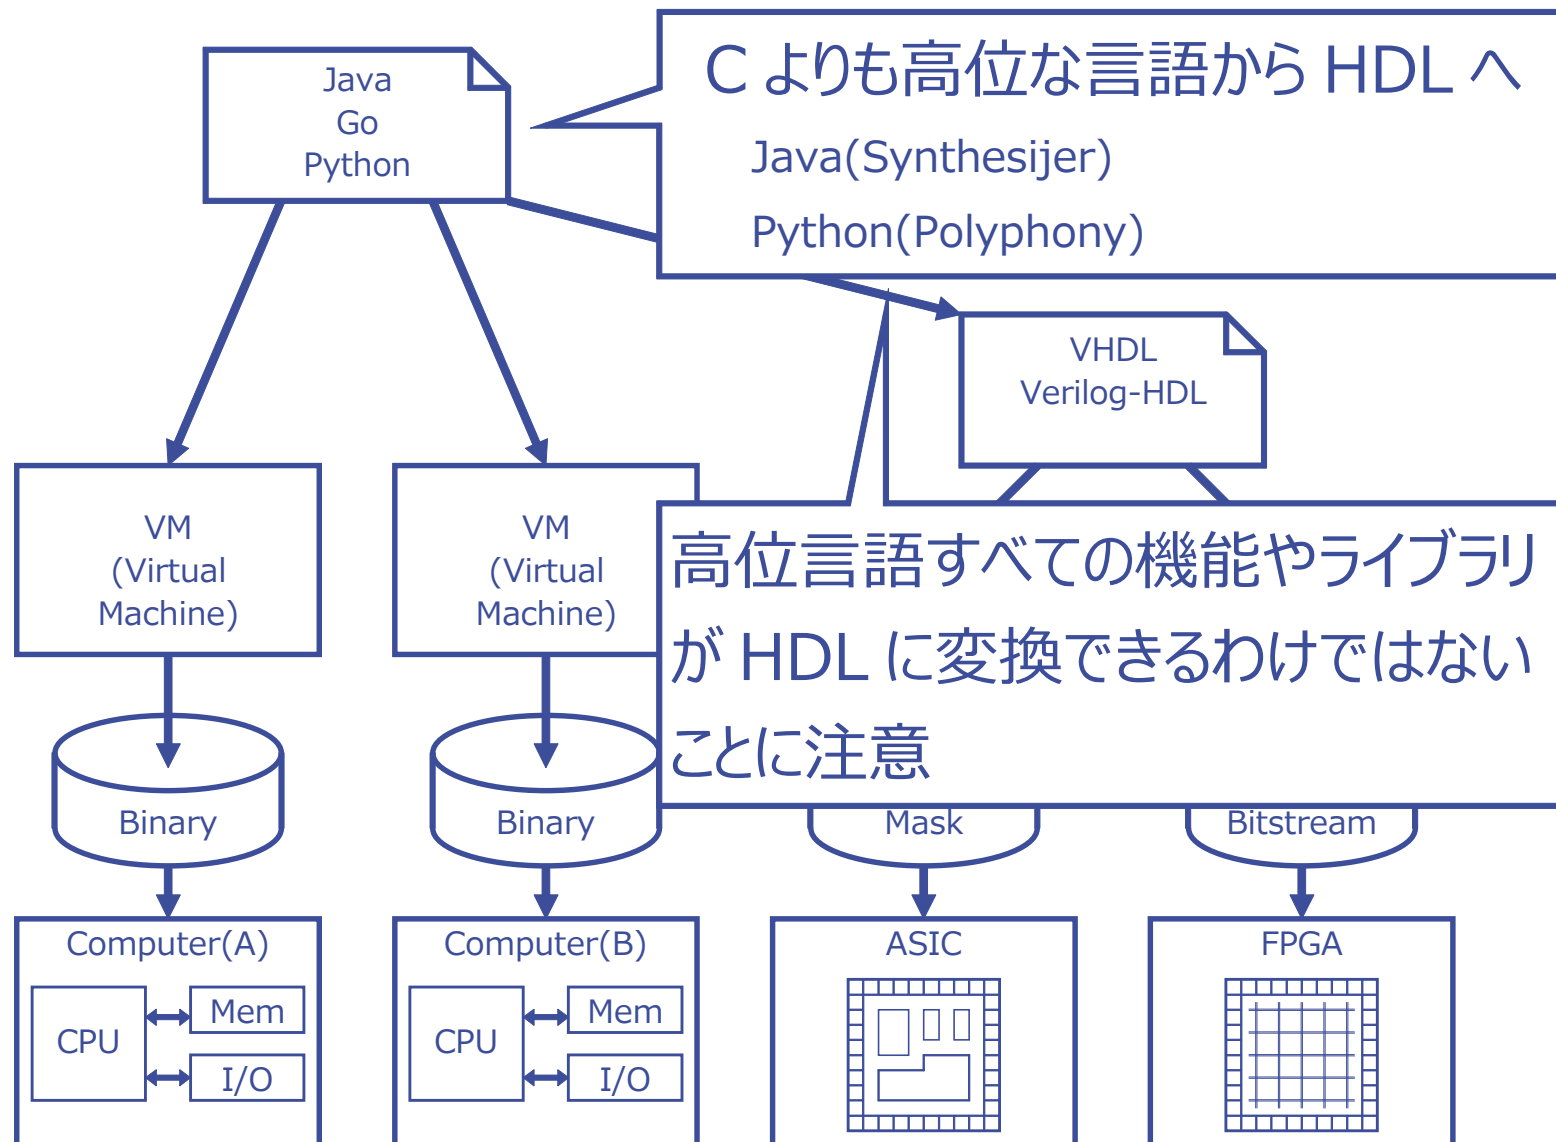 Java
Go
Python
C よりも高位な言語から HDL へ
Java(Synthesijer)
Python(Polyphony)
VHDL
Verilog-HDL
VM
(Virtual
Machine)
VM
(Virtual
Machine)
高位言語すべての機能やライブラリ
が HDL に変換できるわけではない
ことに注意
Binary
Binary
Mask
Bitstream
Computer(A)
CPU
Mem
I/O
Computer(B)
CPU
Mem
I/O
ASIC
FPGA